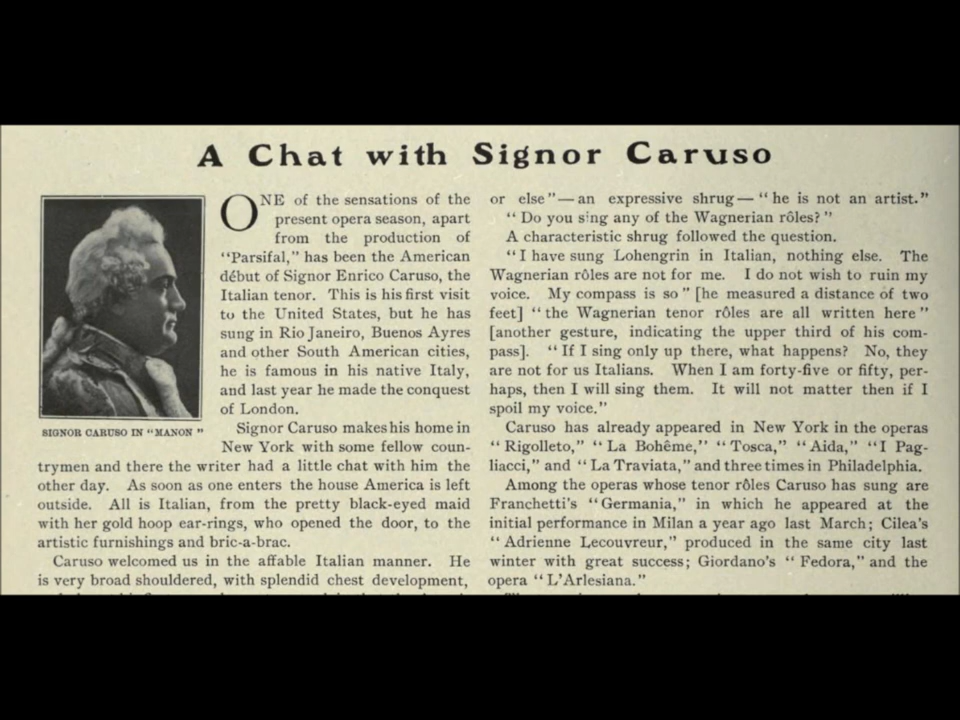 A Chat with Signor Caruso
ONE of the sensations of the
present opera season, apart
from the production of
“Parsifal,” has been the American
début of Signor Enrico Caruso, the
Italian tenor. This is his first visit
to the United States, but he has
sung in Rio Janeiro, Buenos Ayres
and other South American cities,
he is famous in his native Italy,
and last year he made the conquest
of London.
SIGNOR CARUSO IN “MANON”
Signor Caruso makes his home in
New York with some fellow coun-
trymen and there the writer had a little chat with him the
other day. As soon as one enters the house America is left
outside. All is Italian, from the pretty black-eyed maid
with her gold hoop ear-rings, who opened the door, to the
artistic furnishings and bric-a-brac.
Caruso welcomed us in the affable Italian manner. He
is very broad shouldered, with splendid chest development,
or else”—an expressive shrug—“he is not an artist.”
“Do you sing any of the Wagnerian rôles?”
A characteristic shrug followed the question.
“I have sung Lohengrin in Italian, nothing else. The
Wagnerian rôles are not for me. I do not wish to ruin my
voice. My compass is so” [he measured a distance of two
feet] “the Wagnerian tenor rôles are all written here”
[another gesture, indicating the upper third of his com-
pass]. “If I sing only up there, what happens? No, they
are not for us Italians. When I am forty-five or fifty, per-
haps, then I will sing them. It will not matter then if I
spoil my voice.”
Caruso has already appeared in New York in the operas
“Rigolleto,” “La Bohême,” “Tosca,” “Aida,” “I Pag-
liacci,” and “La Traviata,” and three times in Philadelphia.
Among the operas whose tenor rôles Caruso has sung are
Franchetti’s “Germania,” in which he appeared at the
initial performance in Milan a year ago last March; Cilea’s
“Adrienne Lecouvreur,” produced in the same city last
winter with great success; Giordano’s “Fedora,” and the
opera “L’Arlesiana.”